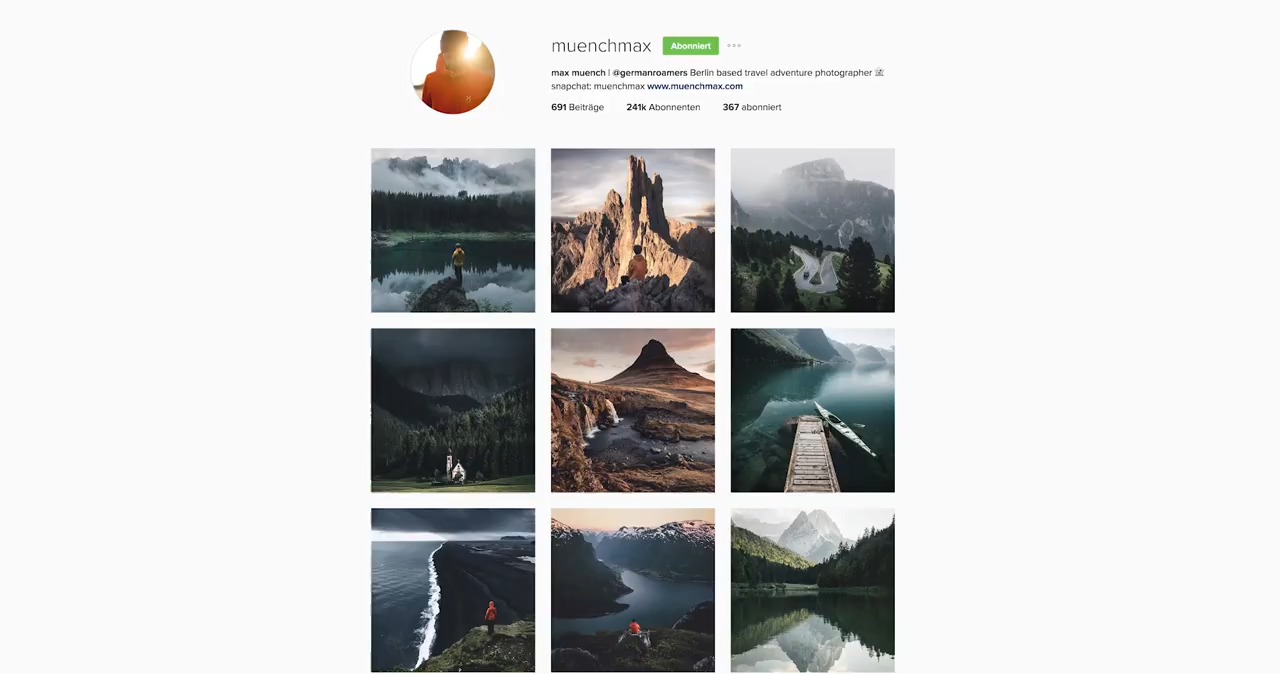 muenchmax Abonniert
max muench | @germanroamers Berlin based travel adventure photographer
snapchat: muenchmax www.muenchmax.com
691 Beiträge 241k Abonnenten 367 abonniert